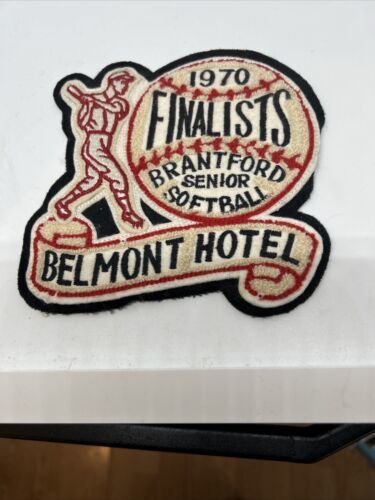 1970
FINALISTS
BRANTFORD
SENIOR
SOFTBALL
BELMONT HOTEL